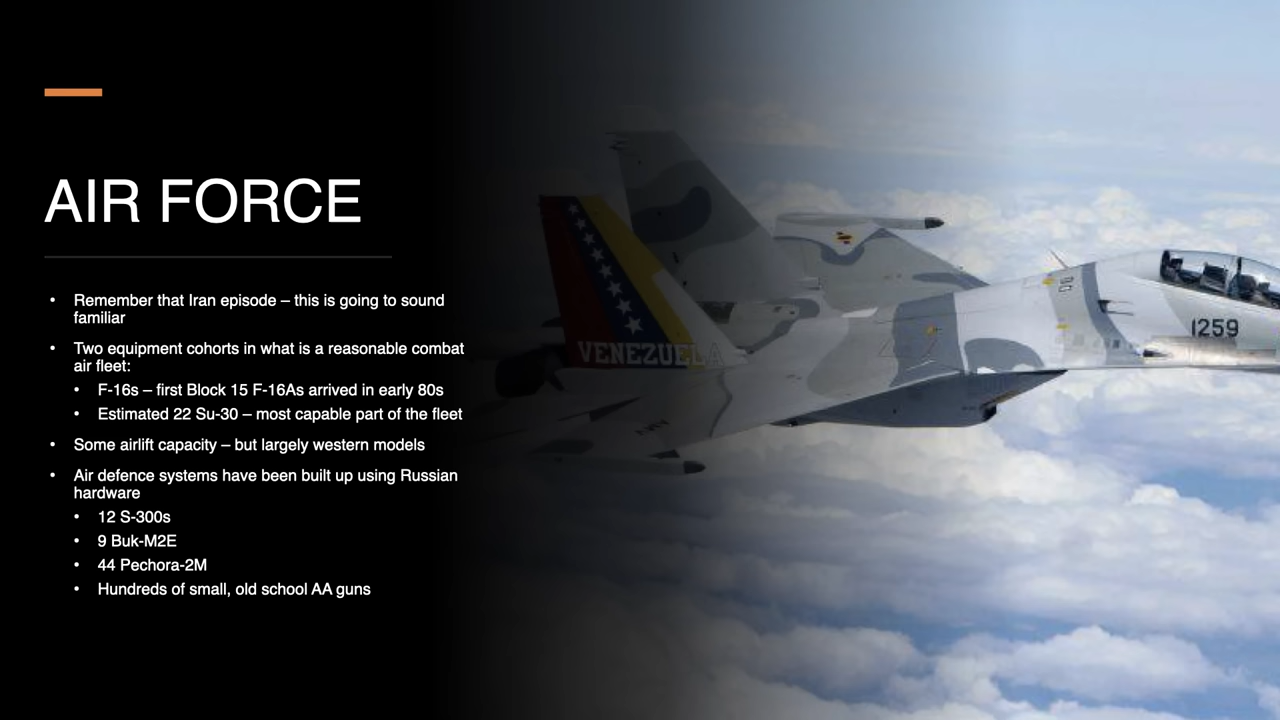 AIR FORCE
• Remember that Iran episode – this is going to sound
familiar
• Two equipment cohorts in what is a reasonable combat
air fleet:
• F-16s – first Block 15 F-16As arrived in early 80s
• Estimated 22 Su-30 – most capable part of the fleet
• Some airlift capacity – but largely western models
• Air defence systems have been built up using Russian
hardware
• 12 S-300s
• 9 Buk-M2E
• 44 Pechora-2M
• Hundreds of small, old school AA guns
VENEZUELA
1259